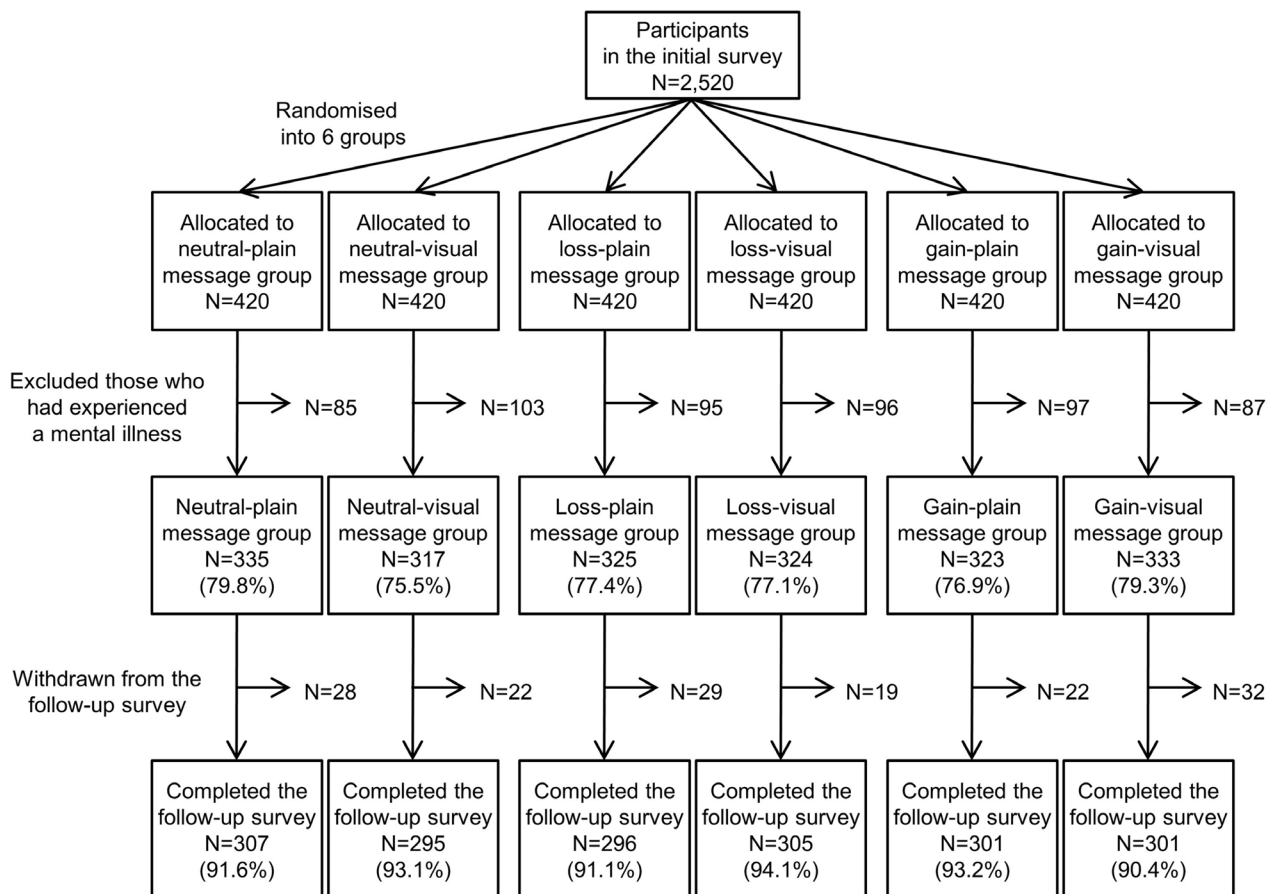 Participants
in the initial survey
N=2,520
Randomised
into 6 groups
Allocated to
neutral-plain
message group
N=420
Allocated to
neutral-visual
message group
N=420
Allocated to
loss-plain
message group
N=420
Allocated to
loss-visual
message group
N=420
Allocated to
gain-plain
message group
N=420
Allocated to
gain-visual
message group
N=420
Excluded those who
had experienced
a mental illness
N=85
N=103
N=95
N=96
N=97
N=87
Neutral-plain
message group
N=335
(79.8%)
Neutral-visual
message group
N=317
(75.5%)
Loss-plain
message group
N=325
(77.4%)
Loss-visual
message group
N=324
(77.1%)
Gain-plain
message group
N=323
(76.9%)
Gain-visual
message group
N=333
(79.3%)
Withdrawn from the
follow-up survey
N=28
N=22
N=29
N=19
N=22
N=32
Completed the
follow-up survey
N=307
(91.6%)
Completed the
follow-up survey
N=295
(93.1%)
Completed the
follow-up survey
N=296
(91.1%)
Completed the
follow-up survey
N=305
(94.1%)
Completed the
follow-up survey
N=301
(93.2%)
Completed the
follow-up survey
N=301
(90.4%)